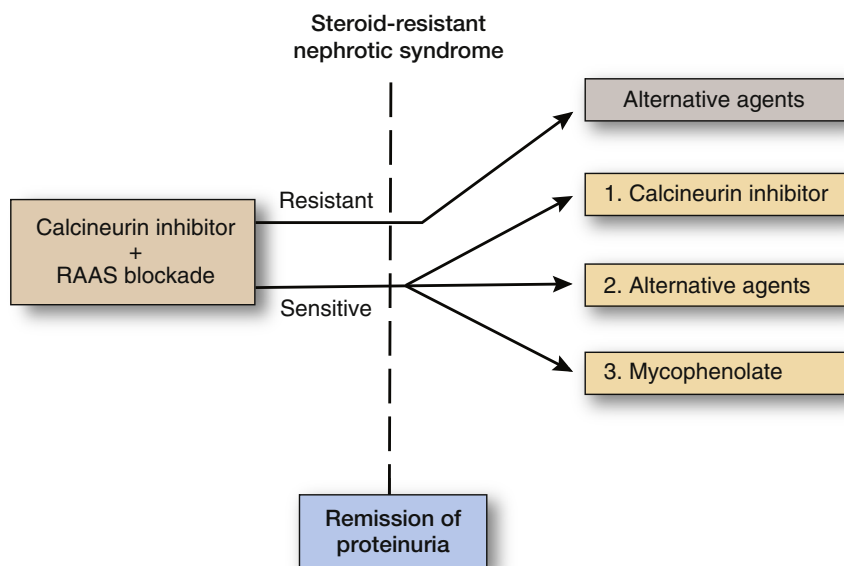 Steroid-resistant
nephrotic syndrome
Alternative agents
Resistant
1. Calcineurin inhibitor
Calcineurin inhibitor
+
RAAS blockade
2. Alternative agents
Sensitive
3. Mycophenolate
Remission of
proteinuria